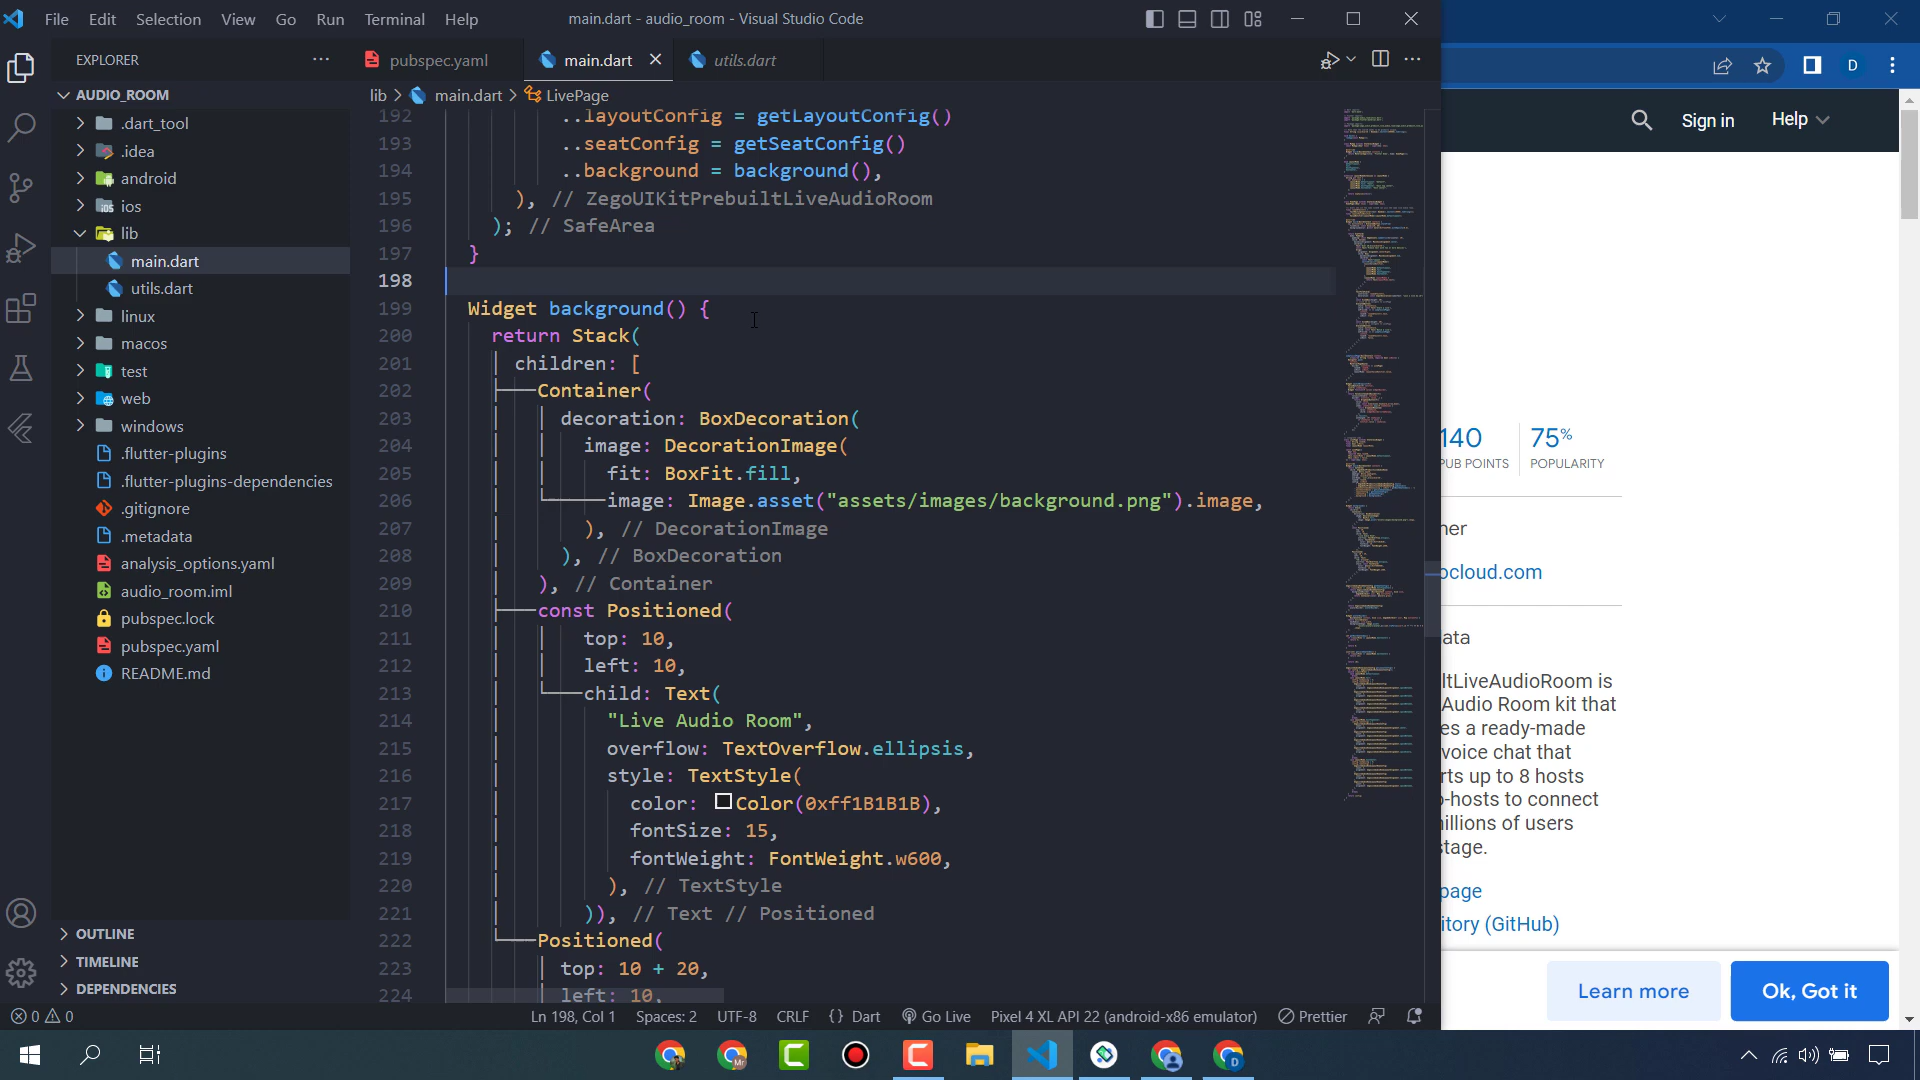 File Edit Selection View Go Run Terminal Help
main.dart - audio_room - Visual Studio Code
EXPLORER
pubspec.yaml
main.dart
utils.dart
AUDIO_ROOM
lib > main.dart > LivePage
.dart_tool
.idea
android
ios
lib
main.dart
utils.dart
linux
macos
test
web
windows
.flutter-plugins
.flutter-plugins-dependencies
.gitignore
.metadata
analysis_options.yaml
audio_room.iml
pubspec.lock
pubspec.yaml
README.md
OUTLINE
TIMELINE
DEPENDENCIES
192 ..layoutConfig = getLayoutConfig()
193 ..seatConfig = getSeatConfig()
194 ..background = background(),
195 ), // ZegoUIKitPrebuiltLiveAudioRoom
196 ); // SafeArea
197 }
198
199 Widget background() {
200 return Stack(
201 children: [
202 Container(
203 decoration: BoxDecoration(
204 image: DecorationImage(
205 fit: BoxFit.fill,
206 image: Image.asset("assets/images/background.png").image,
207 ), // DecorationImage
208 ), // BoxDecoration
209 ), // Container
210 const Positioned(
211 top: 10,
212 left: 10,
213 child: Text(
214 "Live Audio Room",
215 overflow: TextOverflow.ellipsis,
216 style: TextStyle(
217 color: Color(0xff1B1B1B),
218 fontSize: 15,
219 fontWeight: FontWeight.w600,
220 ), // TextStyle
221 )), // Text // Positioned
222 Positioned(
223 top: 10 + 20,
224 left: 10,
0 0
Ln 198, Col 1
Spaces: 2
UTF-8
CRLF
{} Dart
Go Live
Pixel 4 XL API 22 (android-x86 emulator)
Prettier
D
Sign in
Help
140
75%
PUB POINTS
POPULARITY
her
ocloud.com
ata
iltLiveAudioRoom is
Audio Room kit that
es a ready-made
voice chat that
rts up to 8 hosts
o-hosts to connect
illions of users
stage.
page
itory (GitHub)
Learn more
Ok, Got it